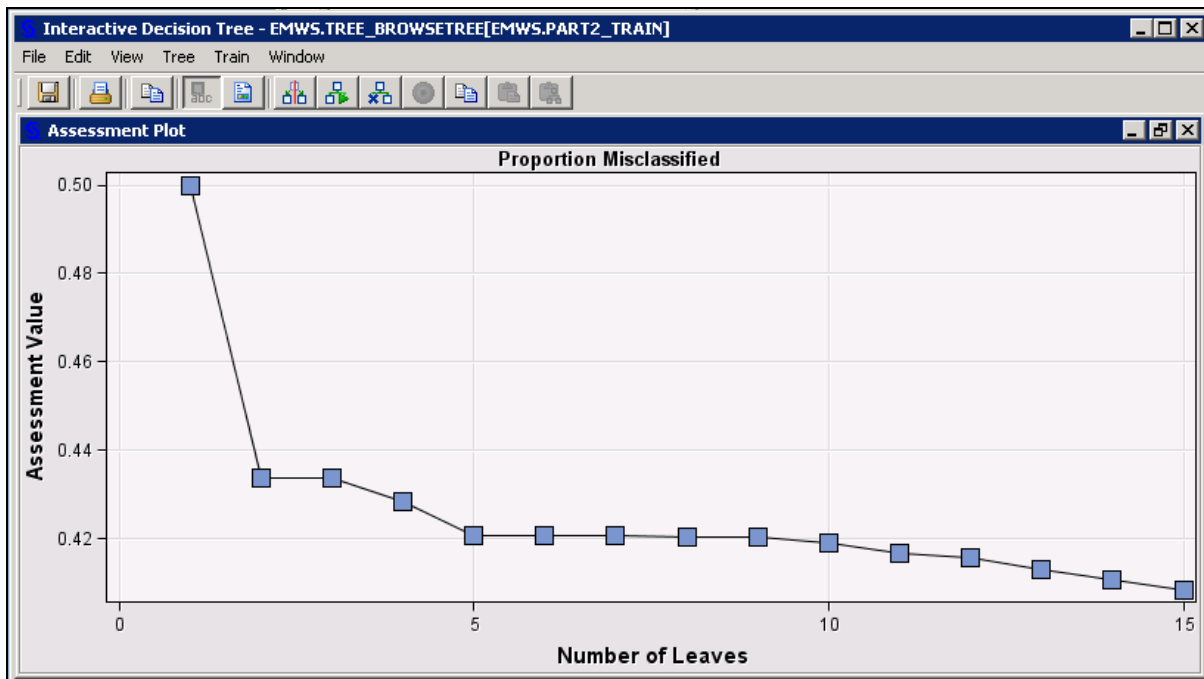 Interactive Decision Tree - EMWS.TREE_BROWSETREE[EMWS.PART2_TRAIN]
File Edit View Tree Train Window
abc
Assessment Plot
Proportion Misclassified
Assessment Value
0.50
0.48
0.46
0.44
0.42
0 5 10 15
Number of Leaves